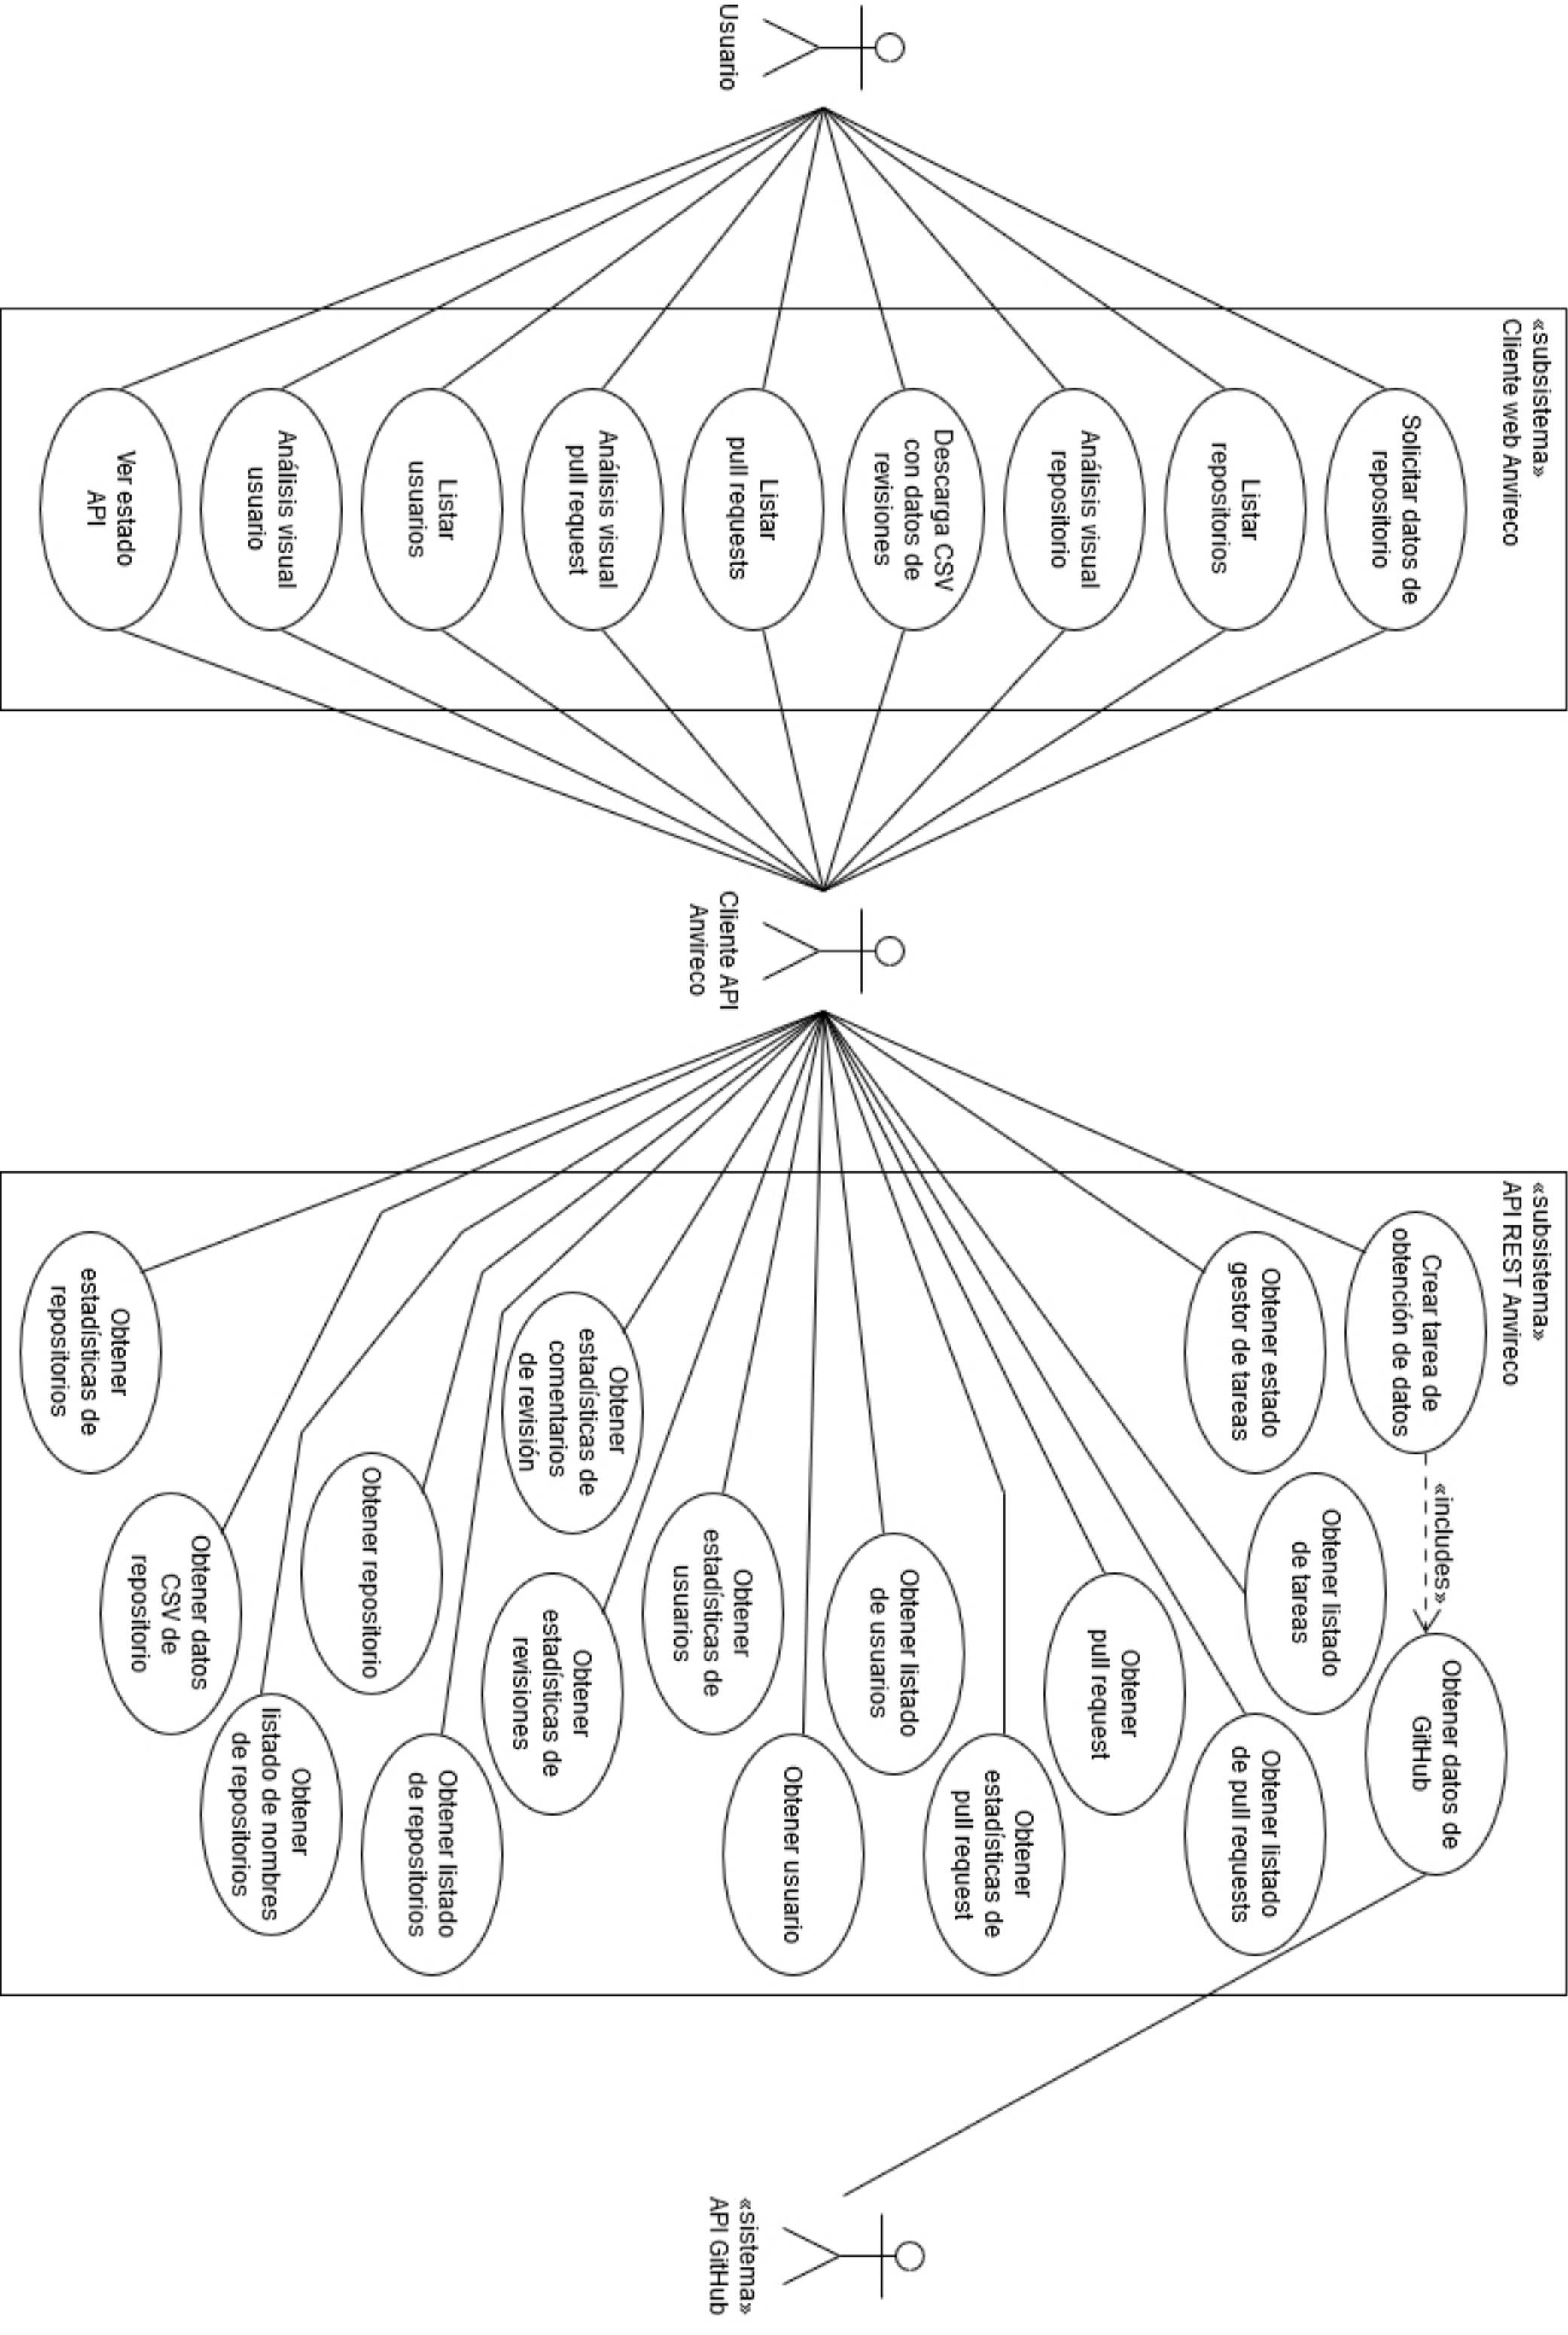 Usuario
«subsistema»
Cliente web Anvireco
Solicitar datos de
repositorio
Listar
repositorios
Análisis visual
repositorio
Descarga CSV
con datos de
revisiones
Listar
pull requests
Análisis visual
pull request
Listar
usuarios
Análisis visual
usuario
Ver estado
API
Cliente API
Anvireco
«subsistema»
API REST Anvireco
Crear tarea de
obtención de datos
«includes»
Obtener datos de
GitHub
Obtener estado
gestor de tareas
Obtener listado
de tareas
Obtener listado
de pull requests
Obtener
pull request
Obtener
estadísticas de
pull request
Obtener listado
de usuarios
Obtener usuario
Obtener
estadísticas de
usuarios
Obtener
estadísticas de
comentarios
de revisión
Obtener
estadísticas de
revisiones
Obtener listado
de repositorios
Obtener repositorio
Obtener
listado de nombres
de repositorios
Obtener datos
CSV de
repositorio
Obtener
estadísticas de
repositorios
«sistema»
API GitHub